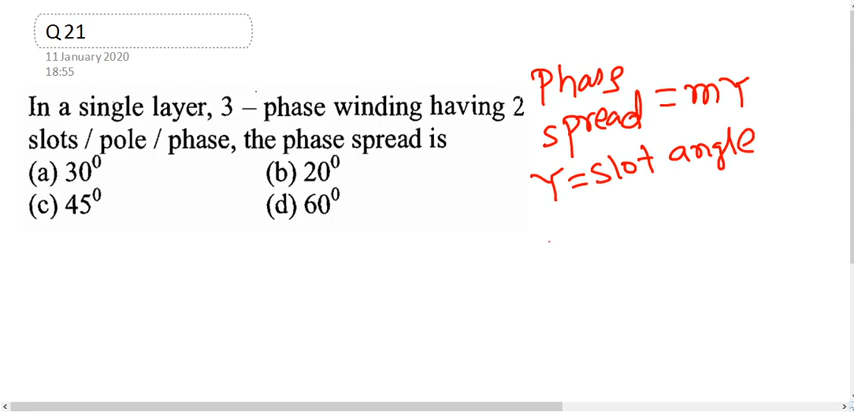 Q21
11 January 2020
18:55
In a single layer, 3 – phase winding having 2
slots / pole / phase, the phase spread is
(a) 30⁰ (b) 20⁰
(c) 45⁰ (d) 60⁰
Phase
spread = mγ
γ = slot angle